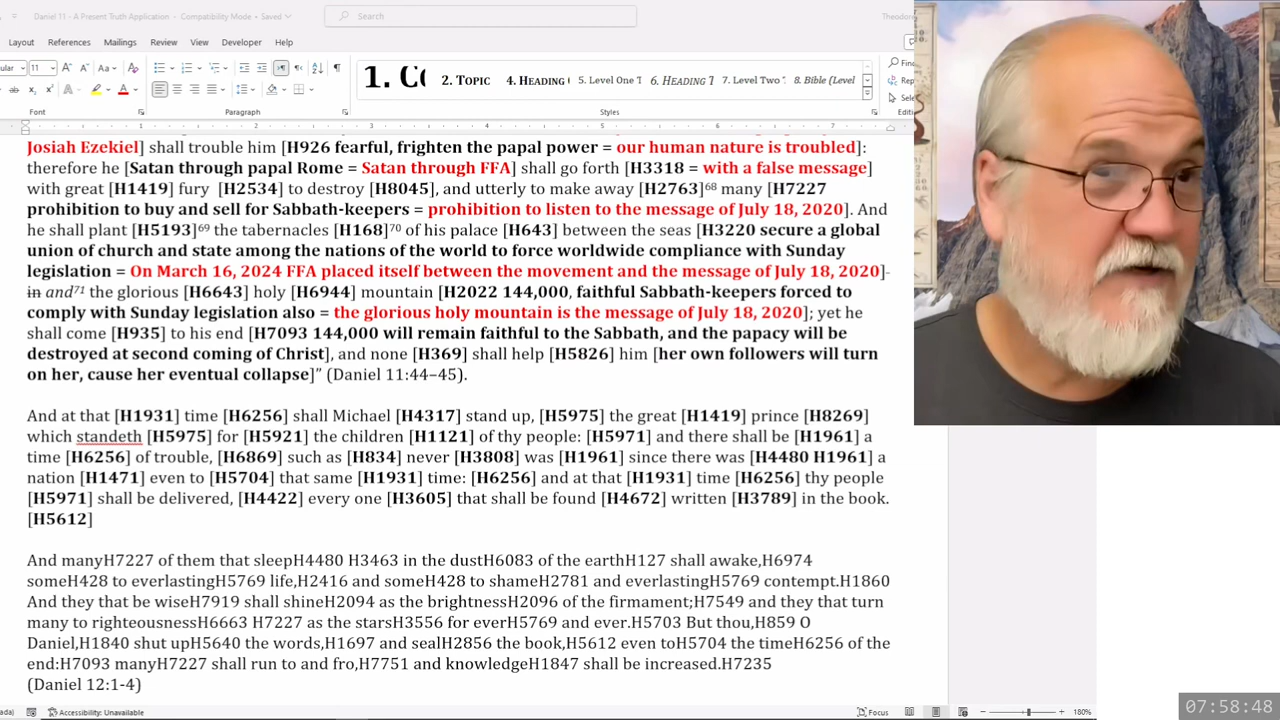 Daniel 11 - A Present Truth Application - Compatibility Mode • Saved
Search
Theodore
Layout References Mailings Review View Developer Help
11
Aa
Font
Paragraph
1. Co 2. Topic 4. Heading 5. Level One 6. Heading 7. Level Two 8. Bible (Level
Styles
Josiah Ezekiel] shall trouble him [H926 fearful, frighten the papal power = our human nature is troubled]:
therefore he [Satan through papal Rome = Satan through FFA] shall go forth [H3318 = with a false message]
with great [H1419] fury [H2534] to destroy [H8045], and utterly to make away [H2763]68 many [H7227
prohibition to buy and sell for Sabbath-keepers = prohibition to listen to the message of July 18, 2020]. And
he shall plant [H5193]69 the tabernacles [H168]70 of his palace [H643] between the seas [H3220 secure a global
union of church and state among the nations of the world to force worldwide compliance with Sunday
legislation = On March 16, 2024 FFA placed itself between the movement and the message of July 18, 2020]
in and71 the glorious [H6643] holy [H6944] mountain [H2022 144,000, faithful Sabbath-keepers forced to
comply with Sunday legislation also = the glorious holy mountain is the message of July 18, 2020]; yet he
shall come [H935] to his end [H7093 144,000 will remain faithful to the Sabbath, and the papacy will be
destroyed at second coming of Christ], and none [H369] shall help [H5826] him [her own followers will turn
on her, cause her eventual collapse]” (Daniel 11:44–45).
And at that [H1931] time [H6256] shall Michael [H4317] stand up, [H5975] the great [H1419] prince [H8269]
which standeth [H5975] for [H5921] the children [H1121] of thy people: [H5971] and there shall be [H1961] a
time [H6256] of trouble, [H6869] such as [H834] never [H3808] was [H1961] since there was [H4480 H1961] a
nation [H1471] even to [H5704] that same [H1931] time: [H6256] and at that [H1931] time [H6256] thy people
[H5971] shall be delivered, [H4422] every one [H3605] that shall be found [H4672] written [H3789] in the book.
[H5612]
And manyH7227 of them that sleepH4480 H3463 in the dustH6083 of the earthH127 shall awake,H6974
someH428 to everlastingH5769 life,H2416 and someH428 to shameH2781 and everlastingH5769 contempt.H1860
And they that be wiseH7919 shall shineH2094 as the brightnessH2096 of the firmament;H7549 and they that turn
many to righteousnessH6663 H7227 as the starsH3556 for everH5769 and ever.H5703 But thou,H859 O
Daniel,H1840 shut upH5640 the words,H1697 and sealH2856 the book,H5612 even toH5704 the timeH6256 of the
end:H7093 manyH7227 shall run to and fro,H7751 and knowledgeH1847 shall be increased.H7235
(Daniel 12:1-4)
Accessibility: Unavailable
Focus
180%
07:58:48